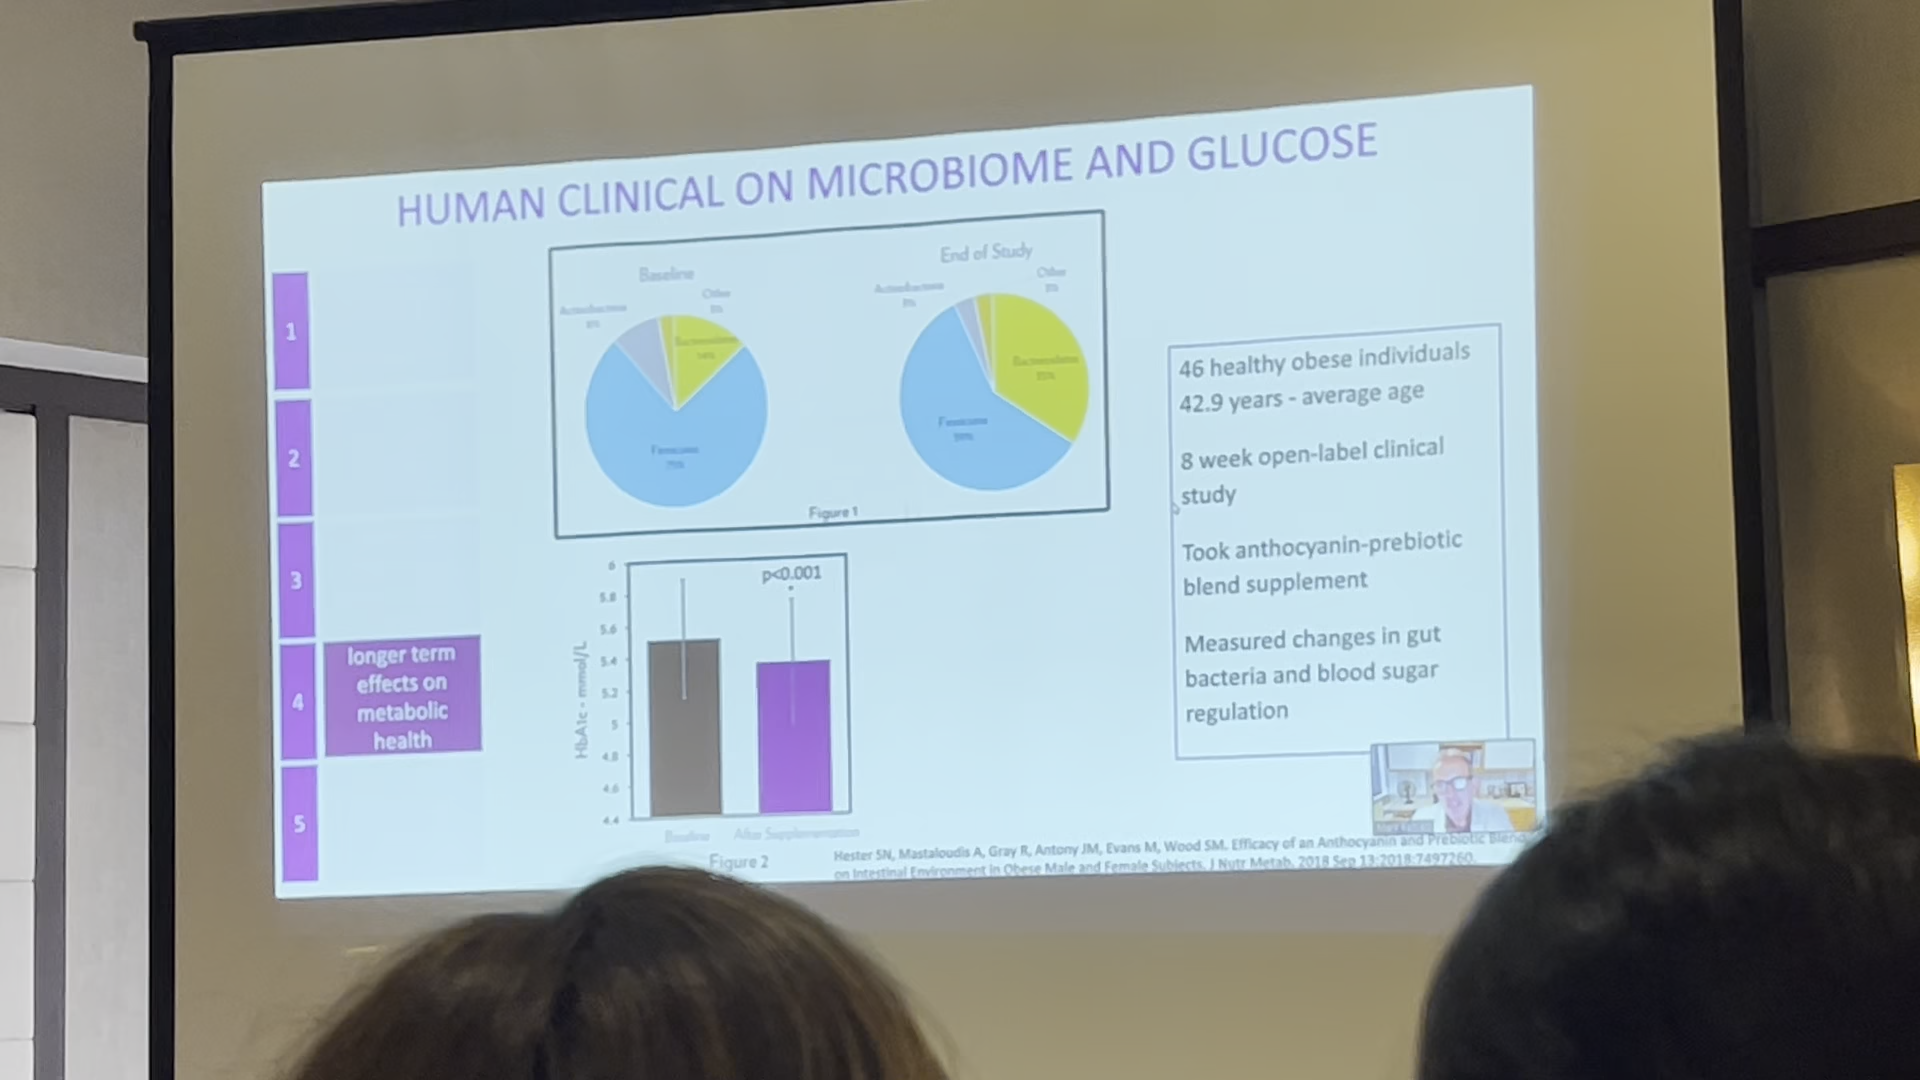 HUMAN CLINICAL ON MICROBIOME AND GLUCOSE
1
2
3
4
5
longer term
effects on
metabolic
health
Baseline
Other
End of Study
Other
Figure 1
p<0.001
HbA1c - mmol/L
6
5.8
5.6
5.4
5.2
5
4.8
4.6
4.4
Baseline
After Supplementation
Figure 2
46 healthy obese individuals
42.9 years - average age
8 week open-label clinical
study
Took anthocyanin-prebiotic
blend supplement
Measured changes in gut
bacteria and blood sugar
regulation
Hester SN, Mastaloudis A, Gray R, Antony JM, Evans M, Wood SM. Efficacy of an Anthocyanin and Prebiotic Blend
on Intestinal Environment in Obese Male and Female Subjects. J Nutr Metab. 2018 Sep 13;2018:7497260.